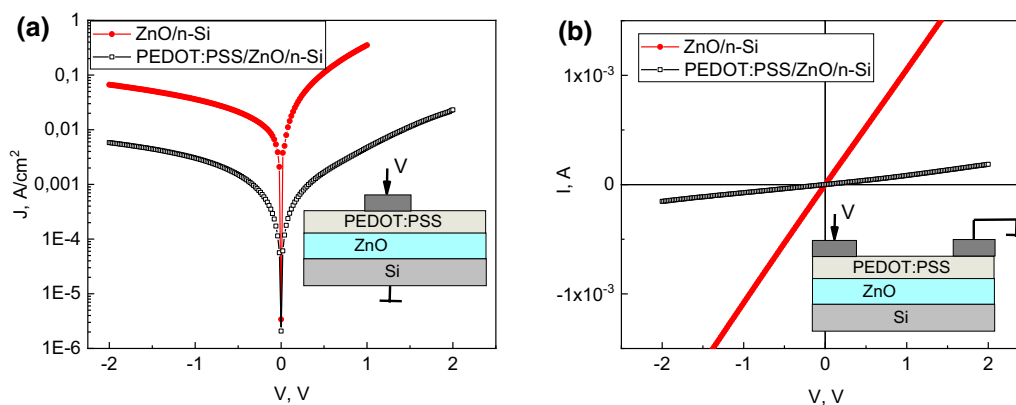 (a)
ZnO/n-Si
PEDOT:PSS/ZnO/n-Si
J, A/cm²
1
0,1
0,01
0,001
1E-4
1E-5
1E-6
V
PEDOT:PSS
ZnO
Si
-2
-1
0
1
2
V, V
(b)
ZnO/n-Si
PEDOT:PSS/ZnO/n-Si
I, A
1x10⁻³
0
-1x10⁻³
V
PEDOT:PSS
ZnO
Si
-2
-1
0
1
2
V, V